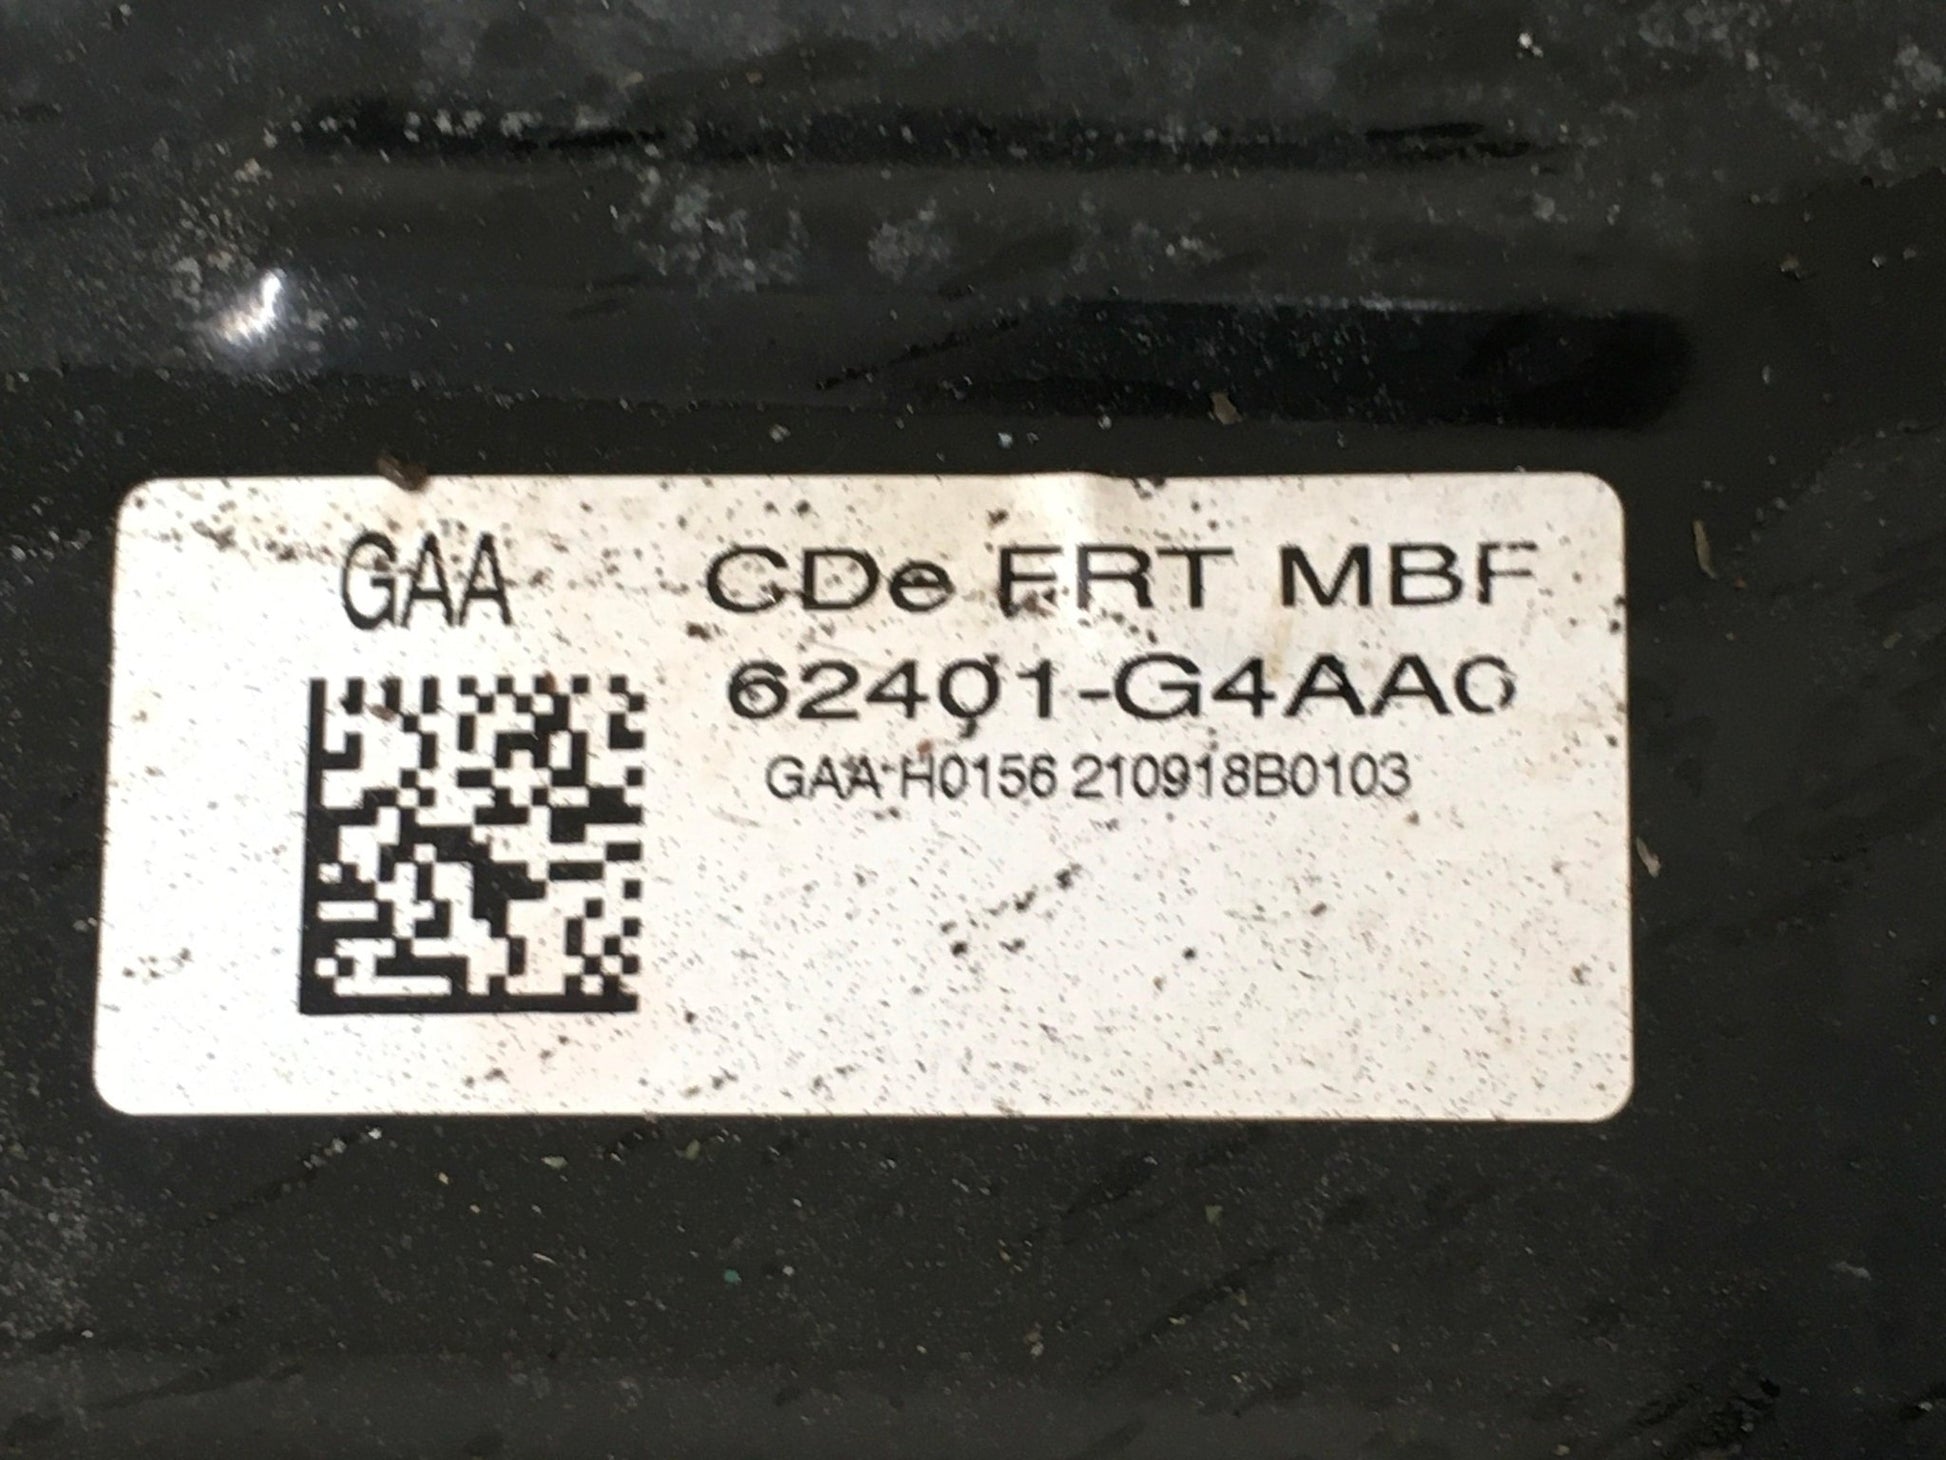 GAA CDe FRT MBF
62401-G4AA0
GAA H0156 210918B0103